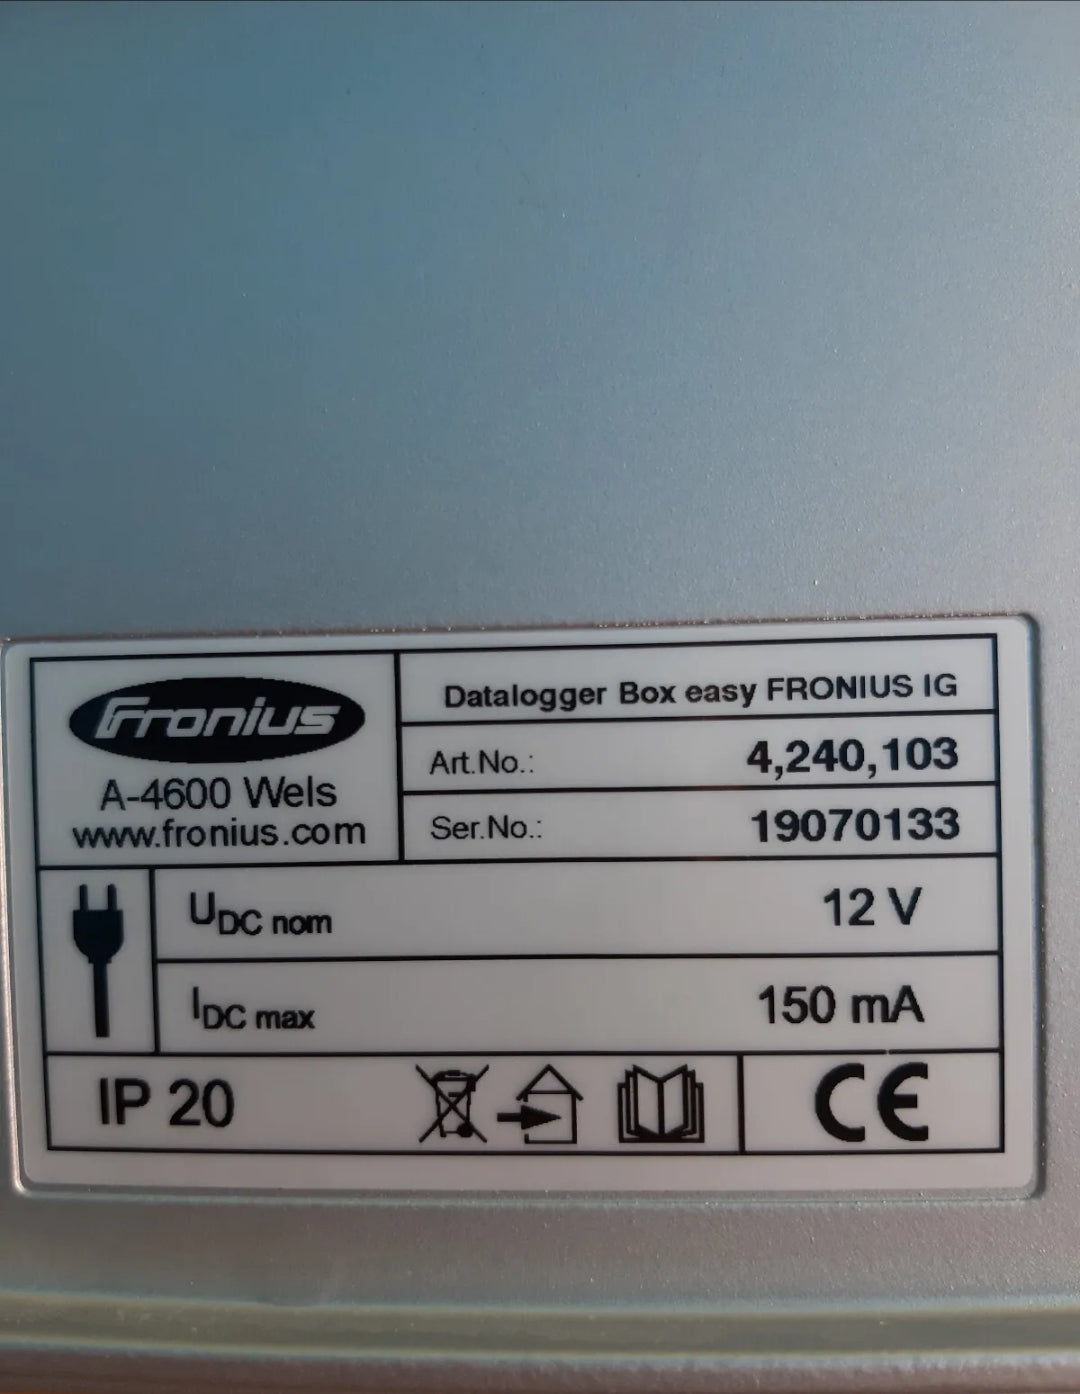 Fronius
A-4600 Wels
www.fronius.com
Datalogger Box easy FRONIUS IG
Art.No.: 4,240,103
Ser.No.: 19070133
UDC nom 12 V
IDC max 150 mA
IP 20 CE